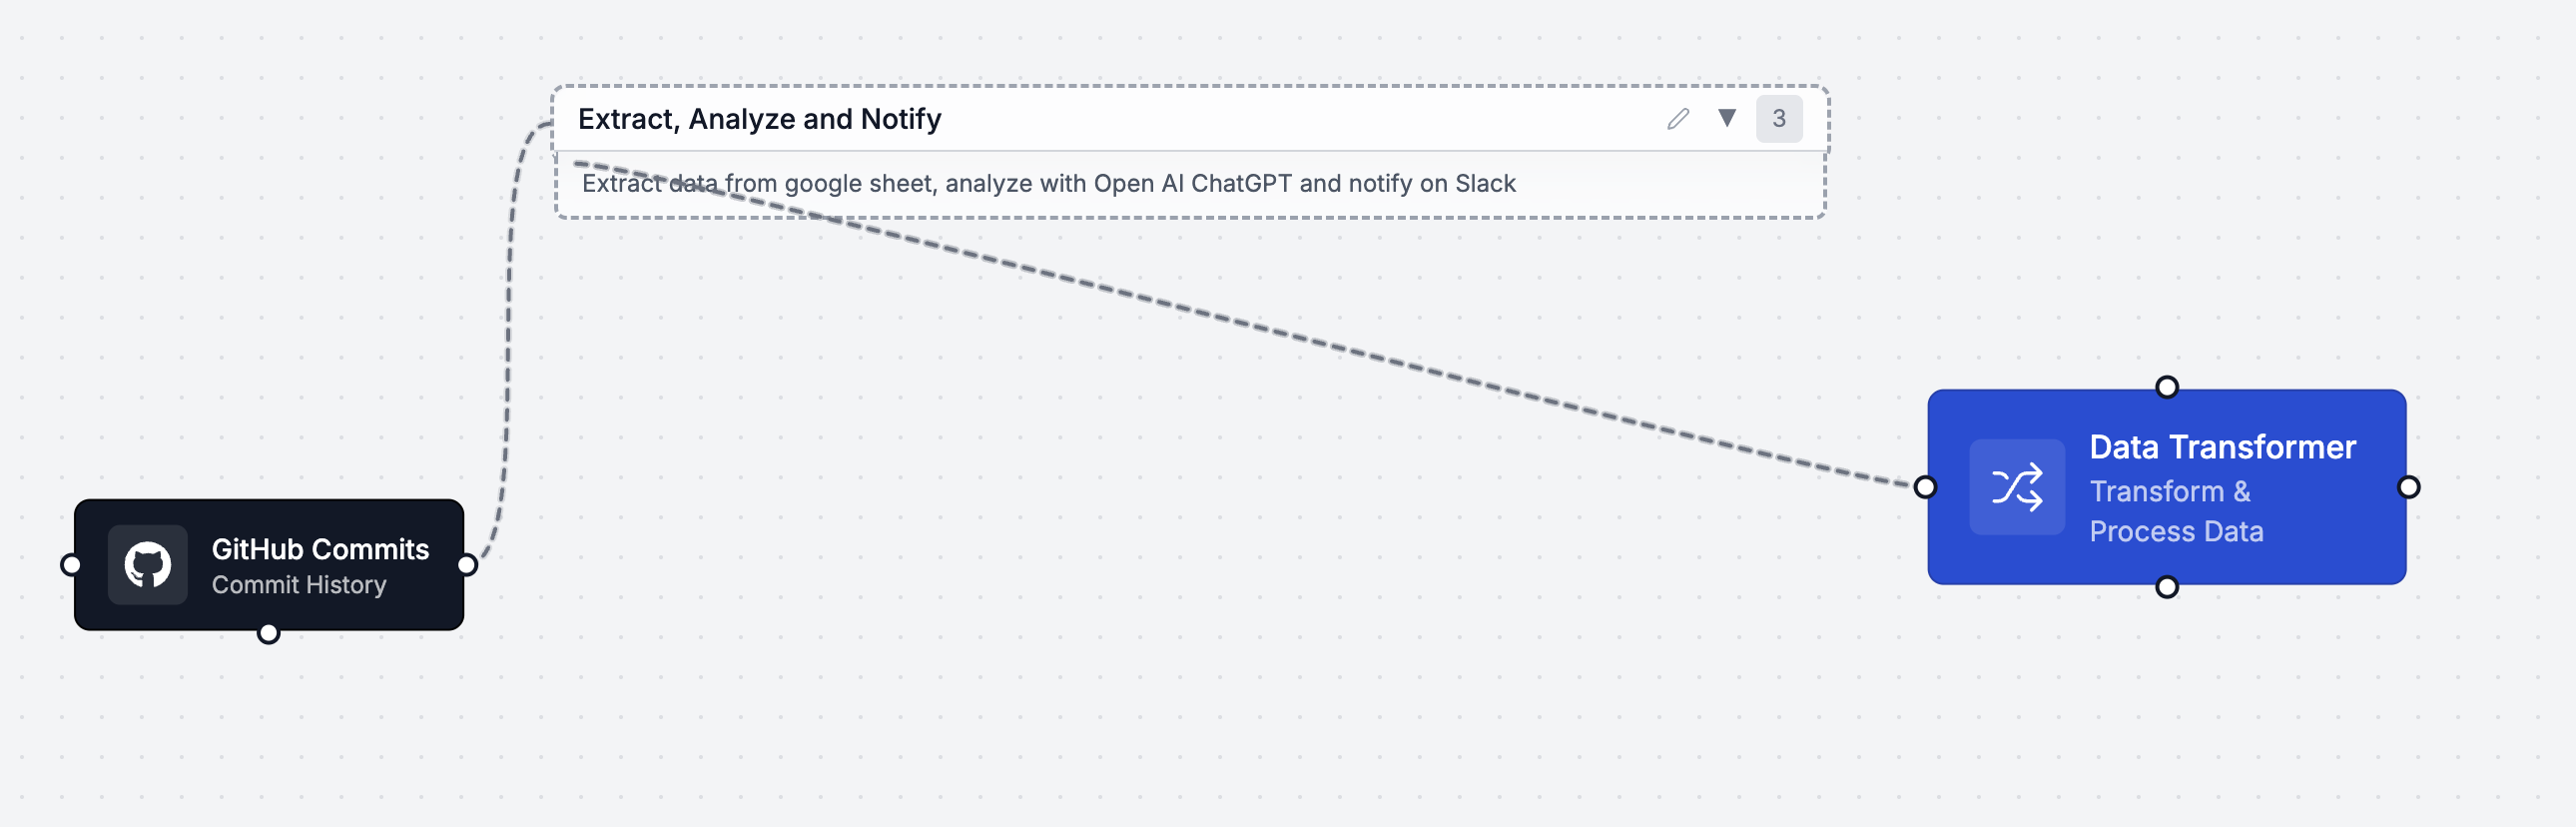 Extract, Analyze and Notify
3
Extract data from google sheet, analyze with Open AI ChatGPT and notify on Slack
GitHub Commits
Commit History
Data Transformer
Transform &
Process Data